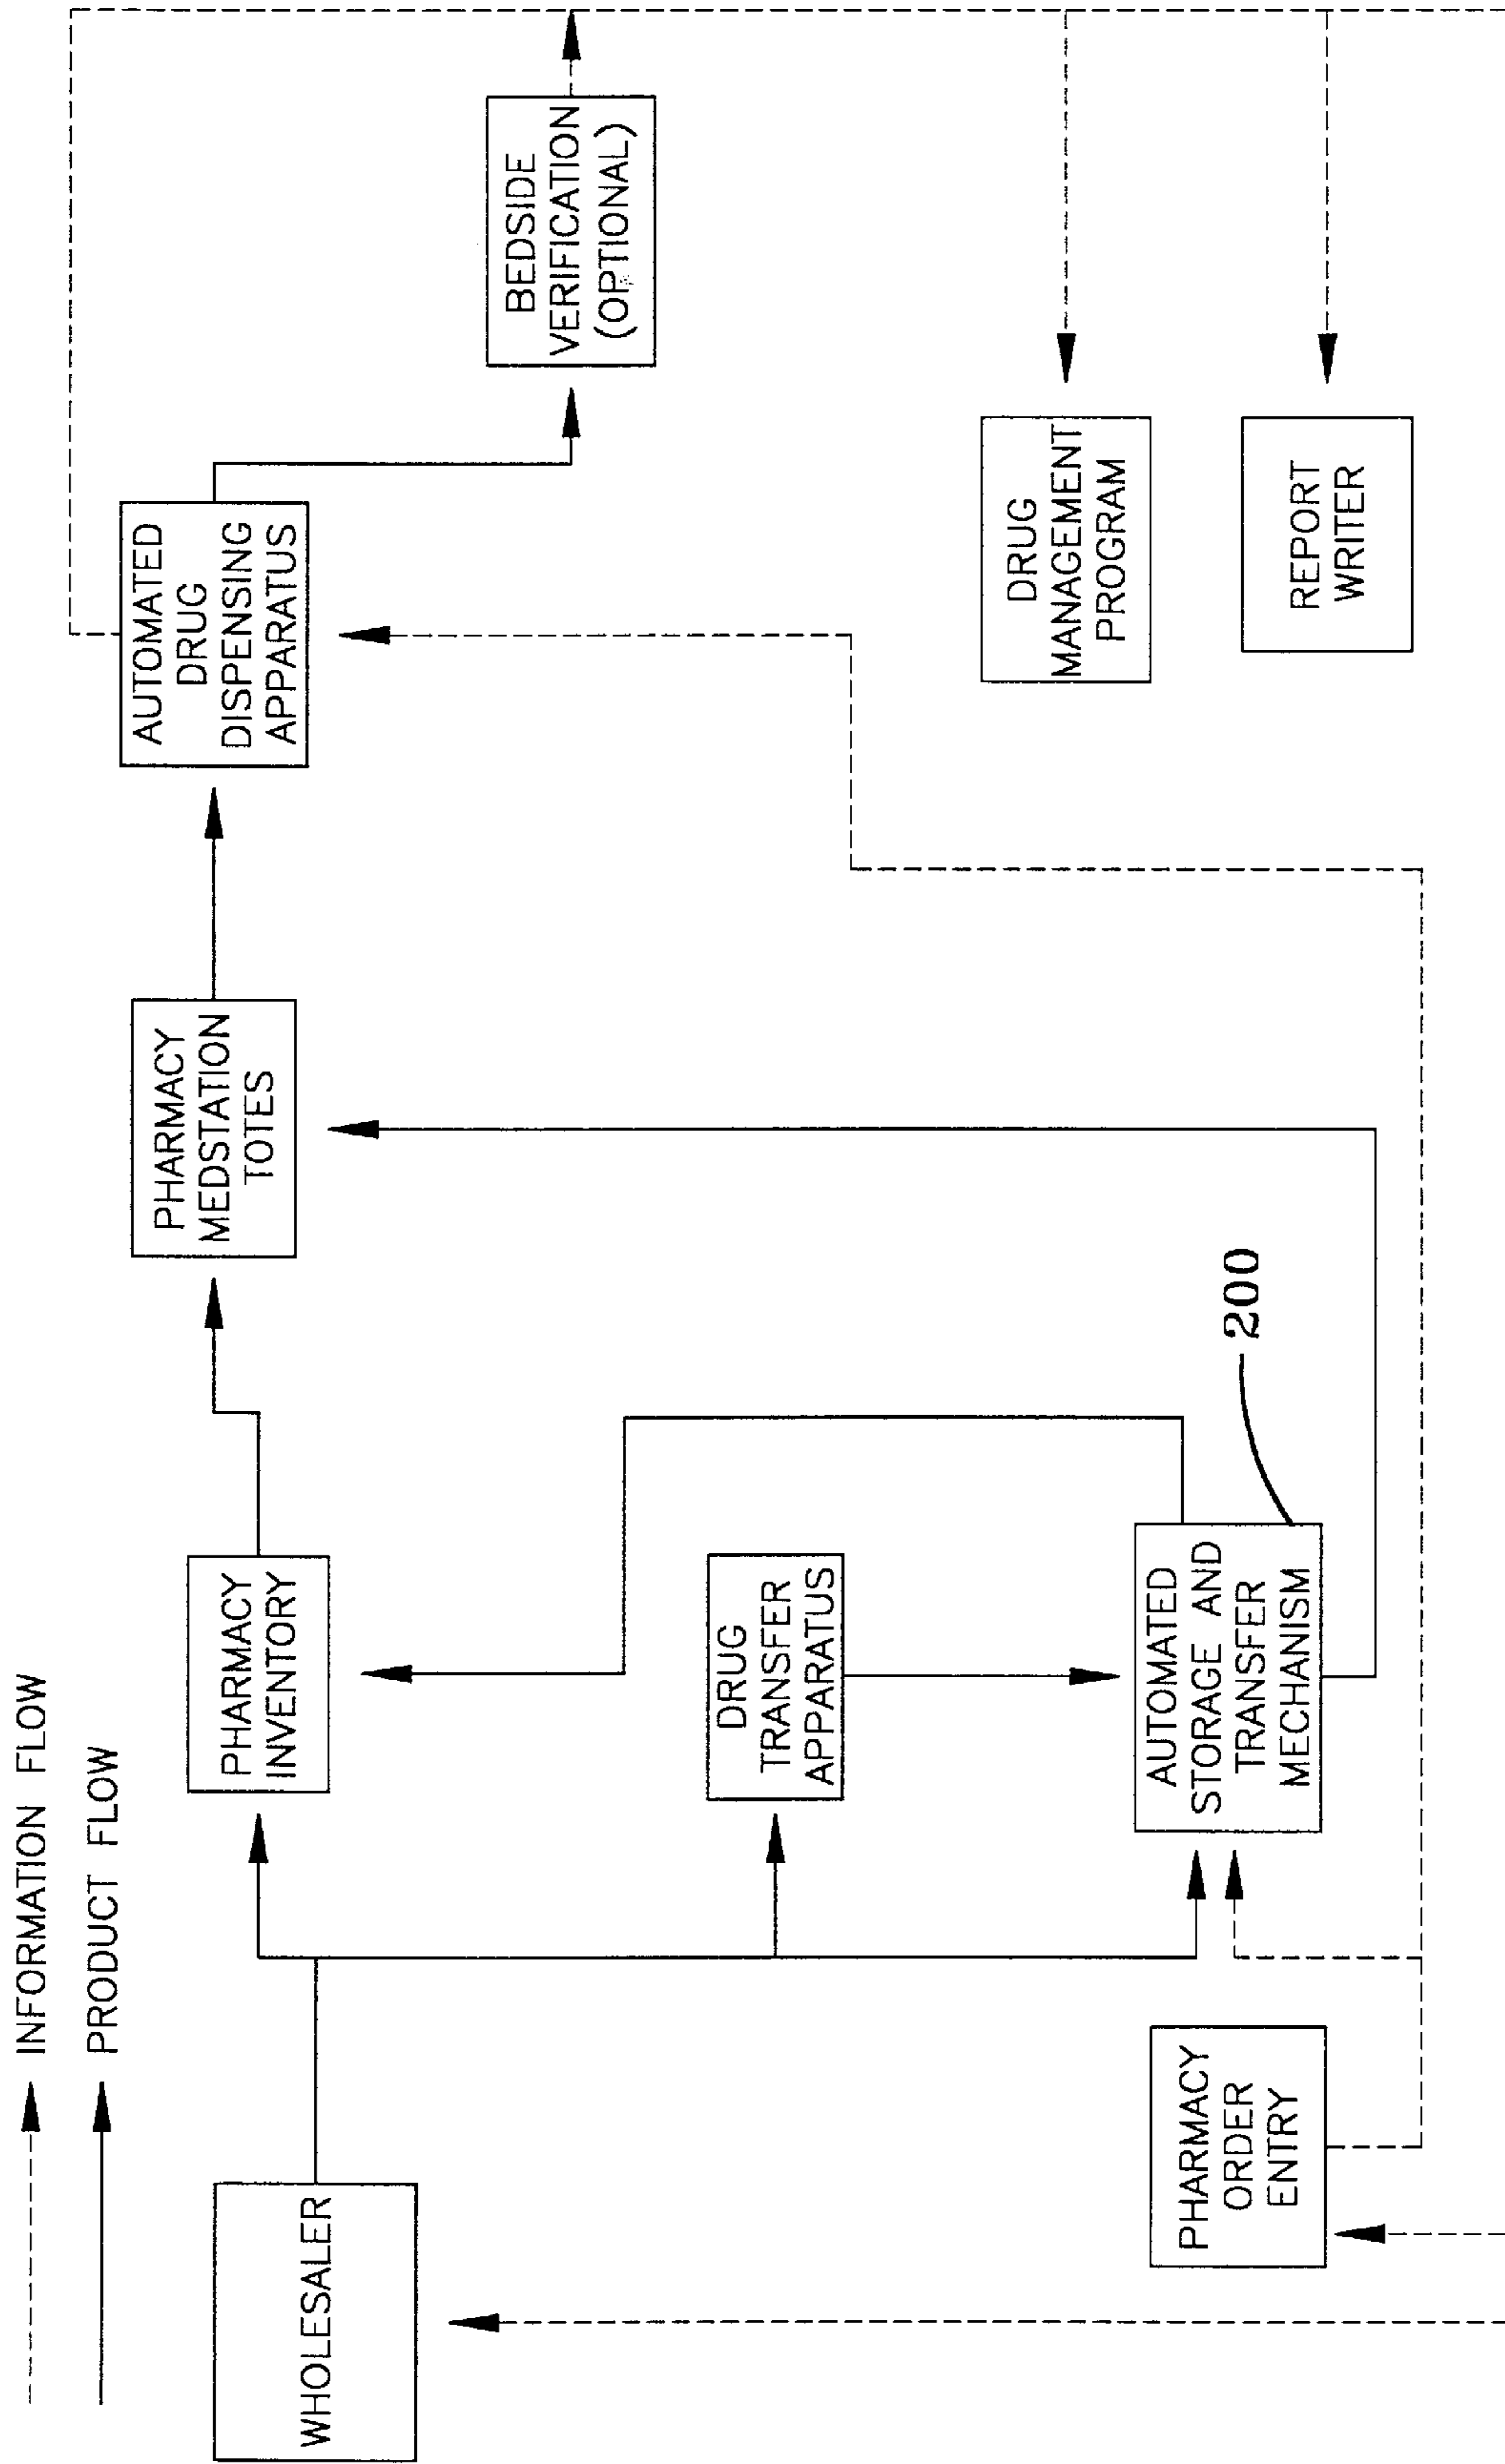 INFORMATION FLOW
PRODUCT FLOW
WHOLESALER
PHARMACY
INVENTORY
PHARMACY
MEDSTATION
TOTES
AUTOMATED
DRUG
DISPENSING
APPARATUS
BEDSIDE
VERIFICATION
(OPTIONAL)
DRUG
TRANSFER
APPARATUS
PHARMACY
ORDER
ENTRY
AUTOMATED
STORAGE AND
TRANSFER
MECHANISM
200
DRUG
MANAGEMENT
PROGRAM
REPORT
WRITER